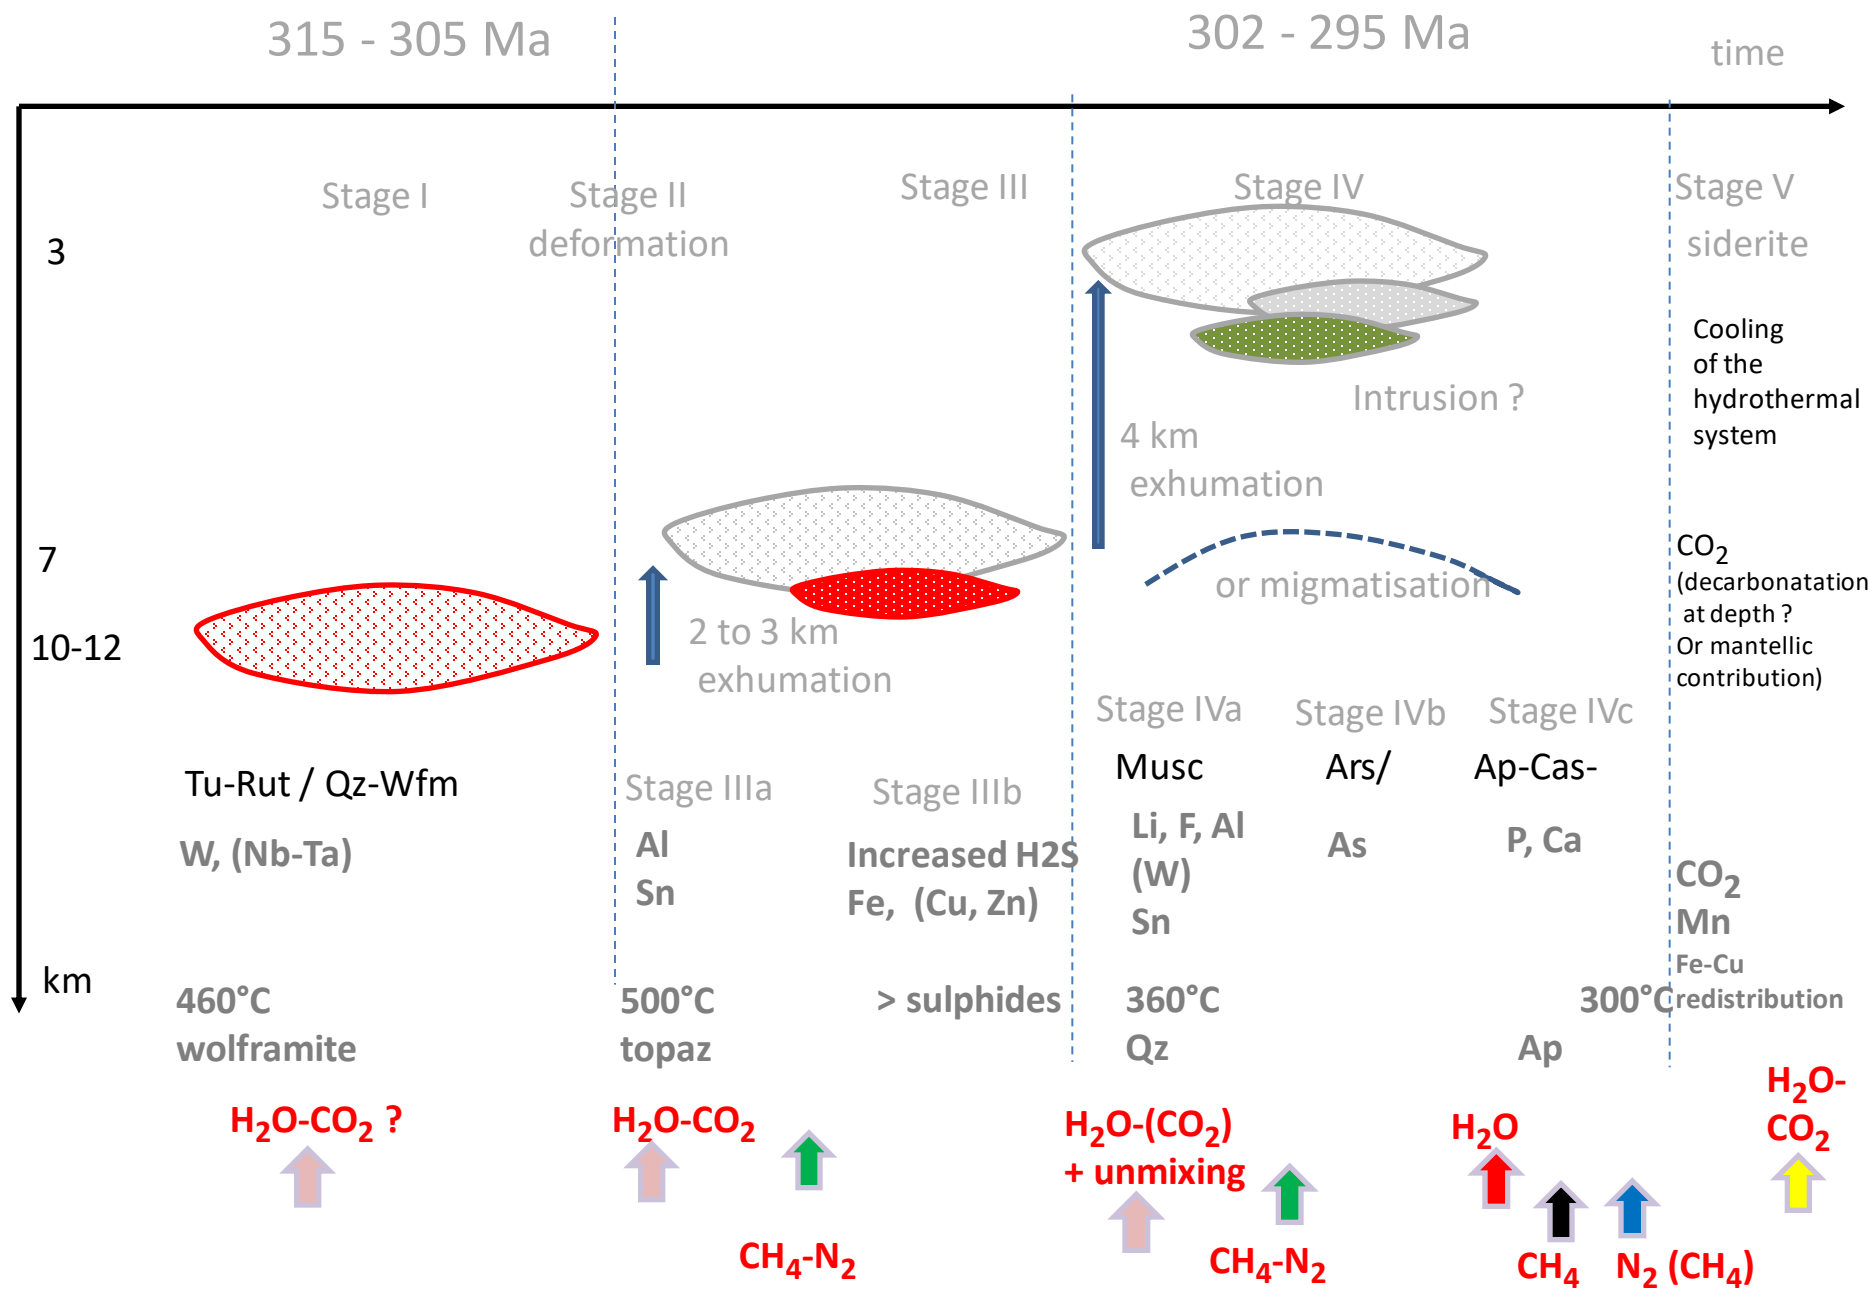 315 - 305 Ma
302 - 295 Ma
time
Stage I
Stage II
deformation
Stage III
Stage IV
Stage V
siderite
3
7
10-12
km
Cooling
of the
hydrothermal
system
Intrusion ?
4 km
exhumation
or migmatisation
2 to 3 km
exhumation
CO₂
(decarbonatation
at depth ?
Or mantellic
contribution)
Stage IVa
Stage IVb
Stage IVc
Musc
Ars/
Ap-Cas-
Tu-Rut / Qz-Wfm
Stage IIIa
Stage IIIb
W, (Nb-Ta)
Al
Sn
Increased H2S
Fe, (Cu, Zn)
Li, F, Al
(W)
Sn
As
P, Ca
CO₂
Mn
Fe-Cu
redistribution
460°C
wolframite
500°C
topaz
> sulphides
360°C
Qz
300°C
Ap
H₂O-CO₂ ?
H₂O-CO₂
CH₄-N₂
H₂O-(CO₂)
+ unmixing
CH₄-N₂
H₂O
CH₄
N₂ (CH₄)
H₂O-
CO₂